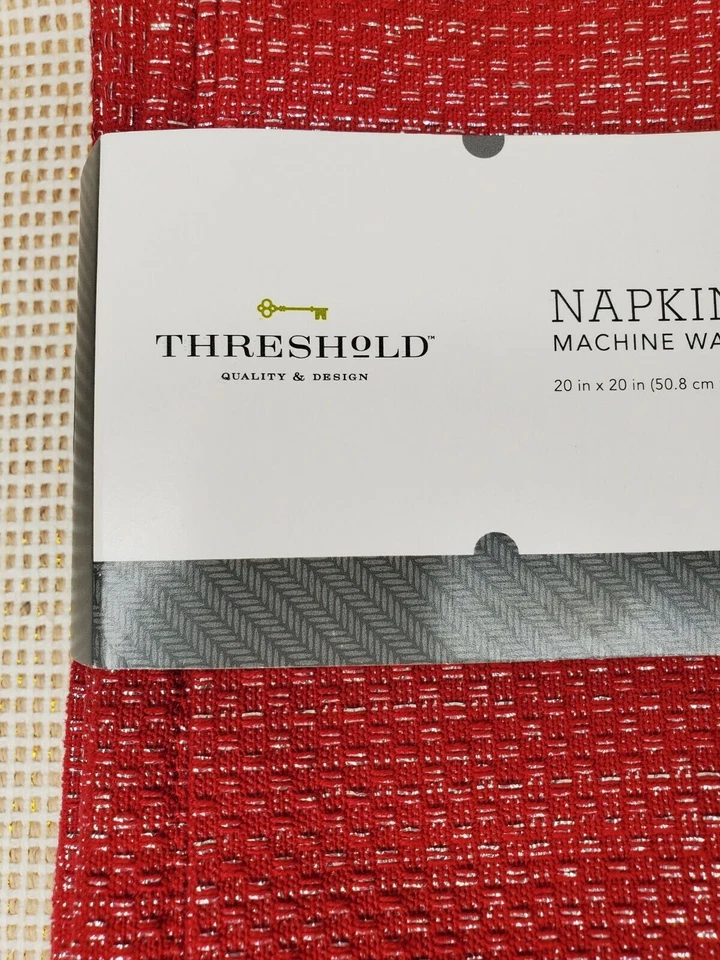 THRESHOLD™
QUALITY & DESIGN
NAPKIN
MACHINE WA
20 in x 20 in (50.8 cm